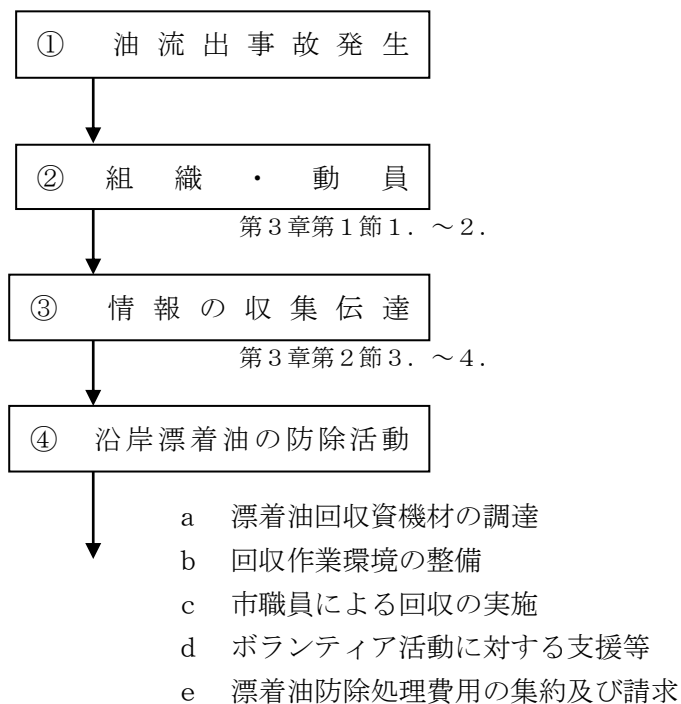 ① 油流出事故発生
② 組織・動員
第３章第１節１．～２．
③ 情報の収集伝達
第３章第２節３．～４．
④ 沿岸漂着油の防除活動
a 漂着油回収資機材の調達
b 回収作業環境の整備
c 市職員による回収の実施
d ボランティア活動に対する支援等
e 漂着油防除処理費用の集約及び請求